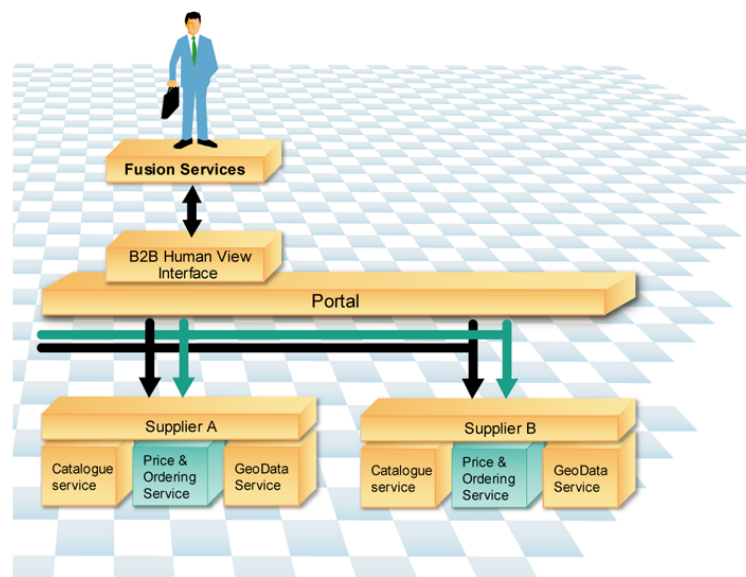 Fusion Services
B2B Human View
Interface
Portal
Supplier A
Supplier B
Catalogue
service
Price &
Ordering
Service
GeoData
Service
Catalogue
service
Price &
Ordering
Service
GeoData
Service